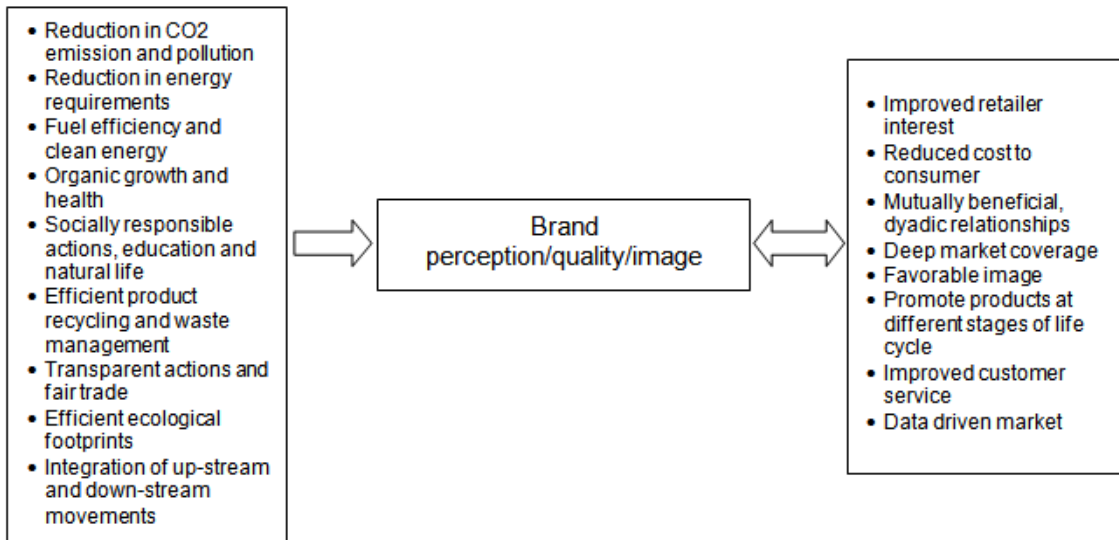 • Reduction in CO2
emission and pollution
• Reduction in energy
requirements
• Fuel efficiency and
clean energy
• Organic growth and
health
• Socially responsible
actions, education and
natural life
• Efficient product
recycling and waste
management
• Transparent actions and
fair trade
• Efficient ecological
footprints
• Integration of up-stream
and down-stream
movements
Brand
perception/quality/image
• Improved retailer
interest
• Reduced cost to
consumer
• Mutually beneficial,
dyadic relationships
• Deep market coverage
• Favorable image
• Promote products at
different stages of life
cycle
• Improved customer
service
• Data driven market